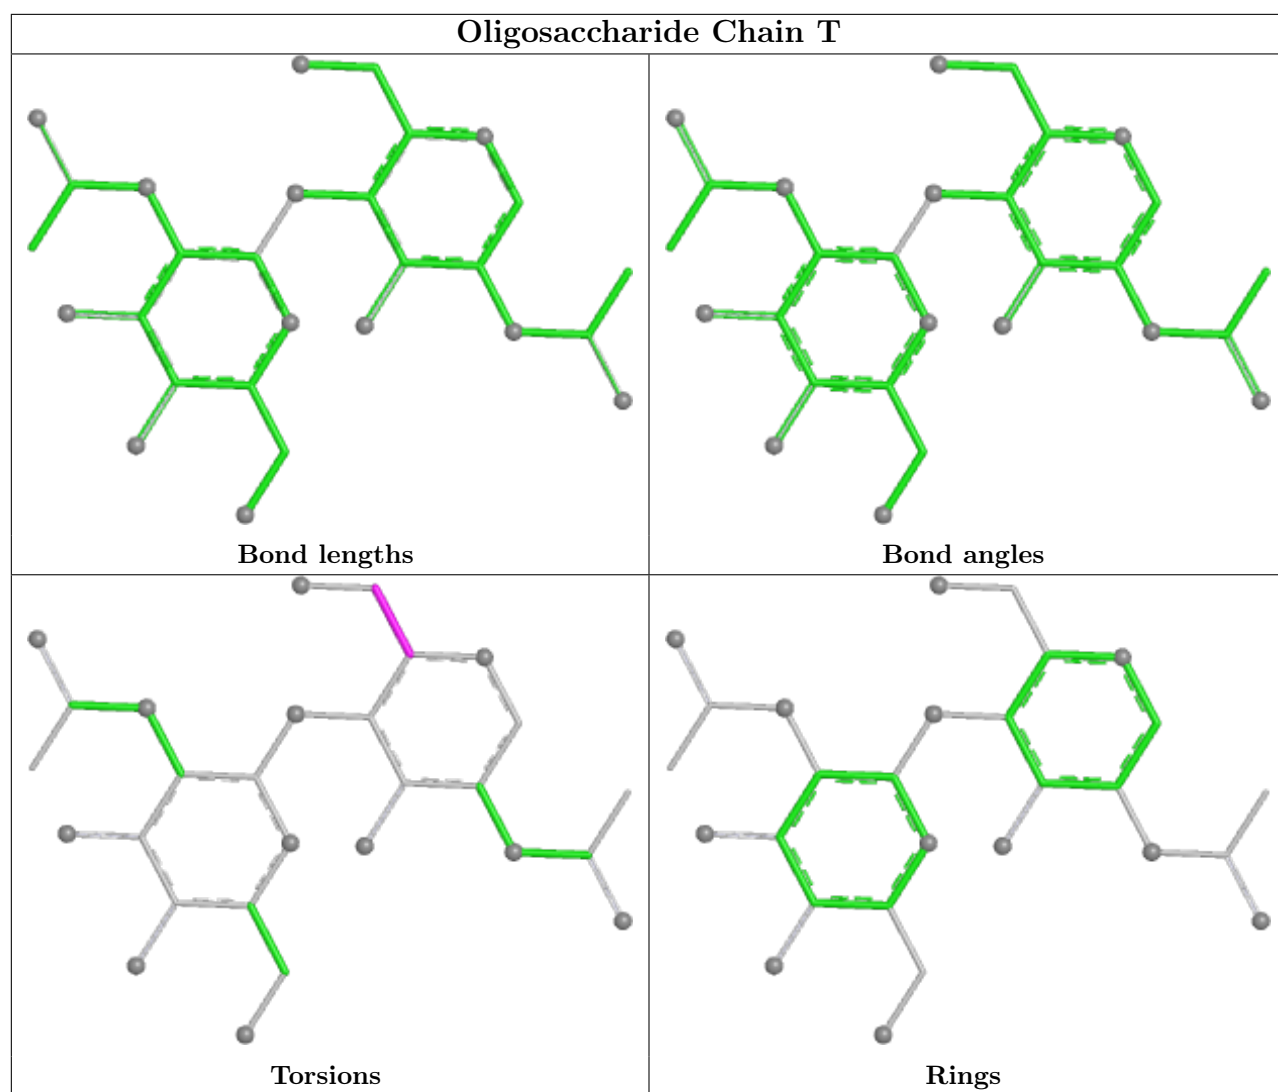 Oligosaccharide Chain T
Bond lengths
Bond angles
Torsions
Rings